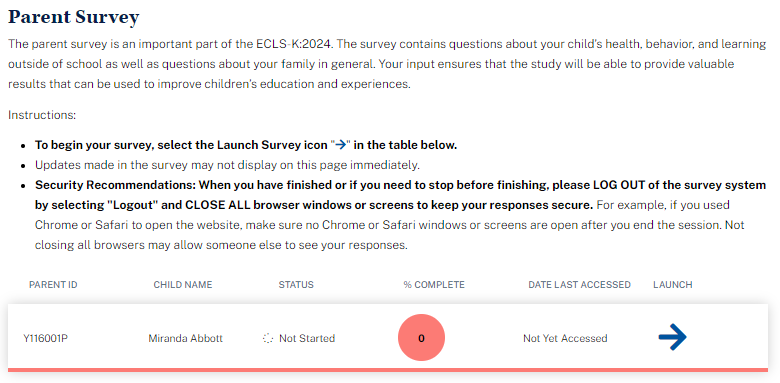 Parent Survey
The parent survey is an important part of the ECLS-K:2024. The survey contains questions about your child's health, behavior, and learning
outside of school as well as questions about your family in general. Your input ensures that the study will be able to provide valuable
results that can be used to improve children's education and experiences.
Instructions:
• To begin your survey, select the Launch Survey icon "→" in the table below.
• Updates made in the survey may not display on this page immediately.
• Security Recommendations: When you have finished or if you need to stop before finishing, please LOG OUT of the survey system
by selecting "Logout" and CLOSE ALL browser windows or screens to keep your responses secure. For example, if you used
Chrome or Safari to open the website, make sure no Chrome or Safari windows or screens are open after you end the session. Not
closing all browsers may allow someone else to see your responses.
PARENT ID CHILD NAME STATUS % COMPLETE DATE LAST ACCESSED LAUNCH
Y116001P Miranda Abbott Not Started 0 Not Yet Accessed →